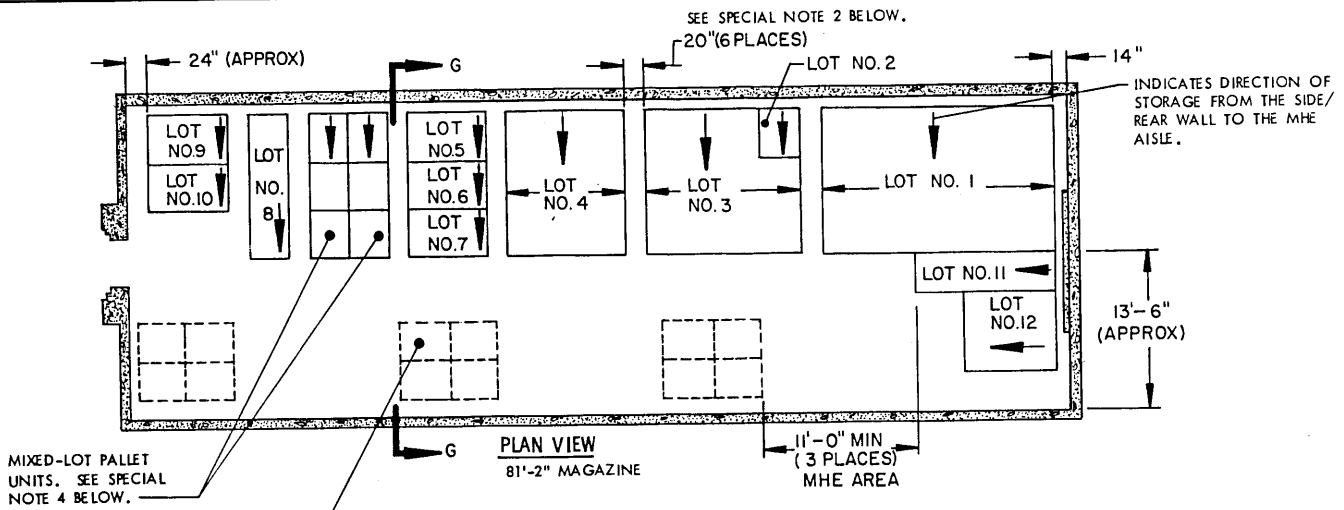 SEE SPECIAL NOTE 2 BELOW.
24" (APPROX)
G
20"(6 PLACES)
LOT NO. 2
14"
INDICATES DIRECTION OF
STORAGE FROM THE SIDE/
REAR WALL TO THE MHE
AISLE.
LOT
NO.9
LOT
NO.10
LOT
NO.
8
LOT
NO.5
LOT
NO.6
LOT
NO.7
LOT
NO. 4
LOT
NO. 3
LOT NO. 1
LOT NO. 11
LOT
NO.12
13'-6"
(APPROX)
MIXED-LOT PALLET
UNITS. SEE SPECIAL
NOTE 4 BELOW.
G
PLAN VIEW
81'-2" MAGAZINE
11'-0" MIN
( 3 PLACES)
MHE AREA